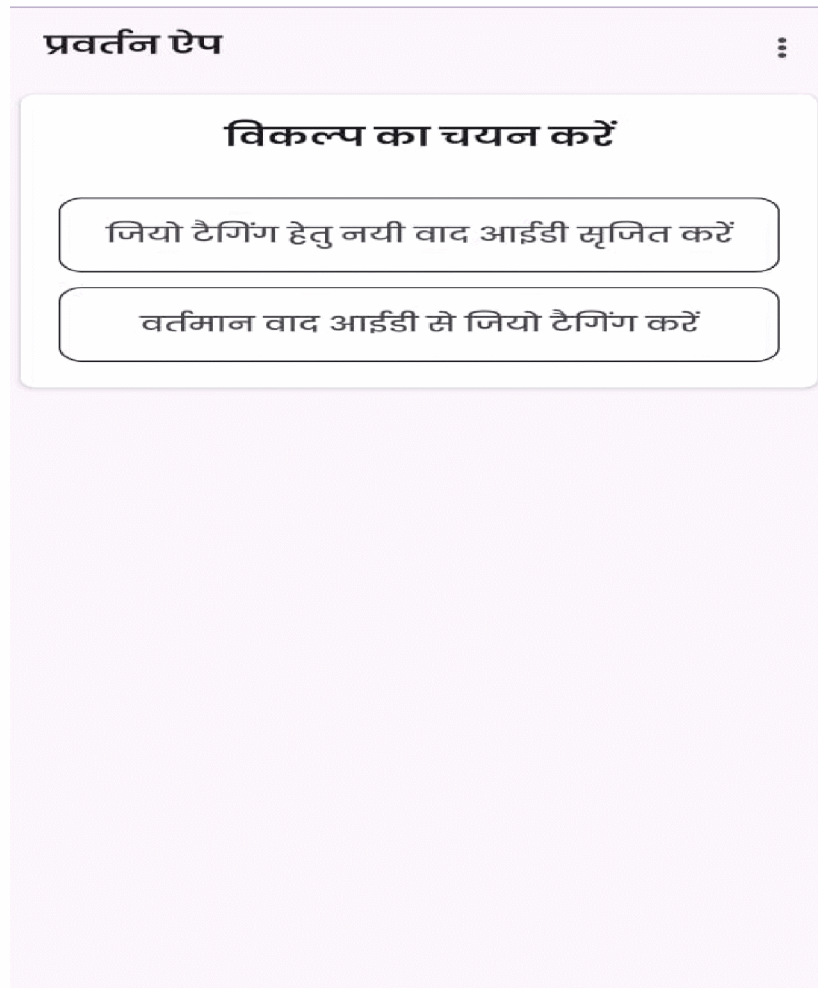 प्रवर्तन ऐप
विकल्प का चयन करें
जियो टैगिंग हेतु नयी वाद आईडी सृजित करें
वर्तमान वाद आईडी से जियो टैगिंग करें